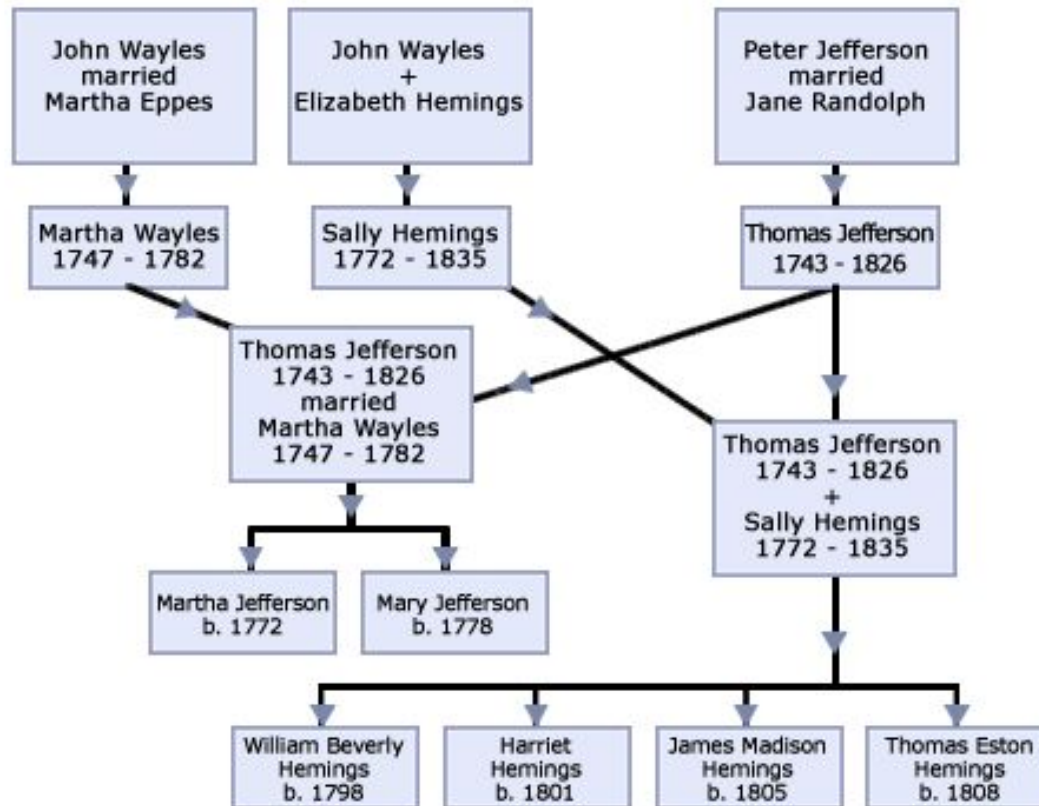 John Wayles
married
Martha Eppes
John Wayles
+
Elizabeth Hemings
Peter Jefferson
married
Jane Randolph
Martha Wayles
1747 - 1782
Sally Hemings
1772 - 1835
Thomas Jefferson
1743 - 1826
Thomas Jefferson
1743 - 1826
married
Martha Wayles
1747 - 1782
Thomas Jefferson
1743 - 1826
+
Sally Hemings
1772 - 1835
Martha Jefferson
b. 1772
Mary Jefferson
b. 1778
William Beverly
Hemings
b. 1798
Harriet
Hemings
b. 1801
James Madison
Hemings
b. 1805
Thomas Eston
Hemings
b. 1808